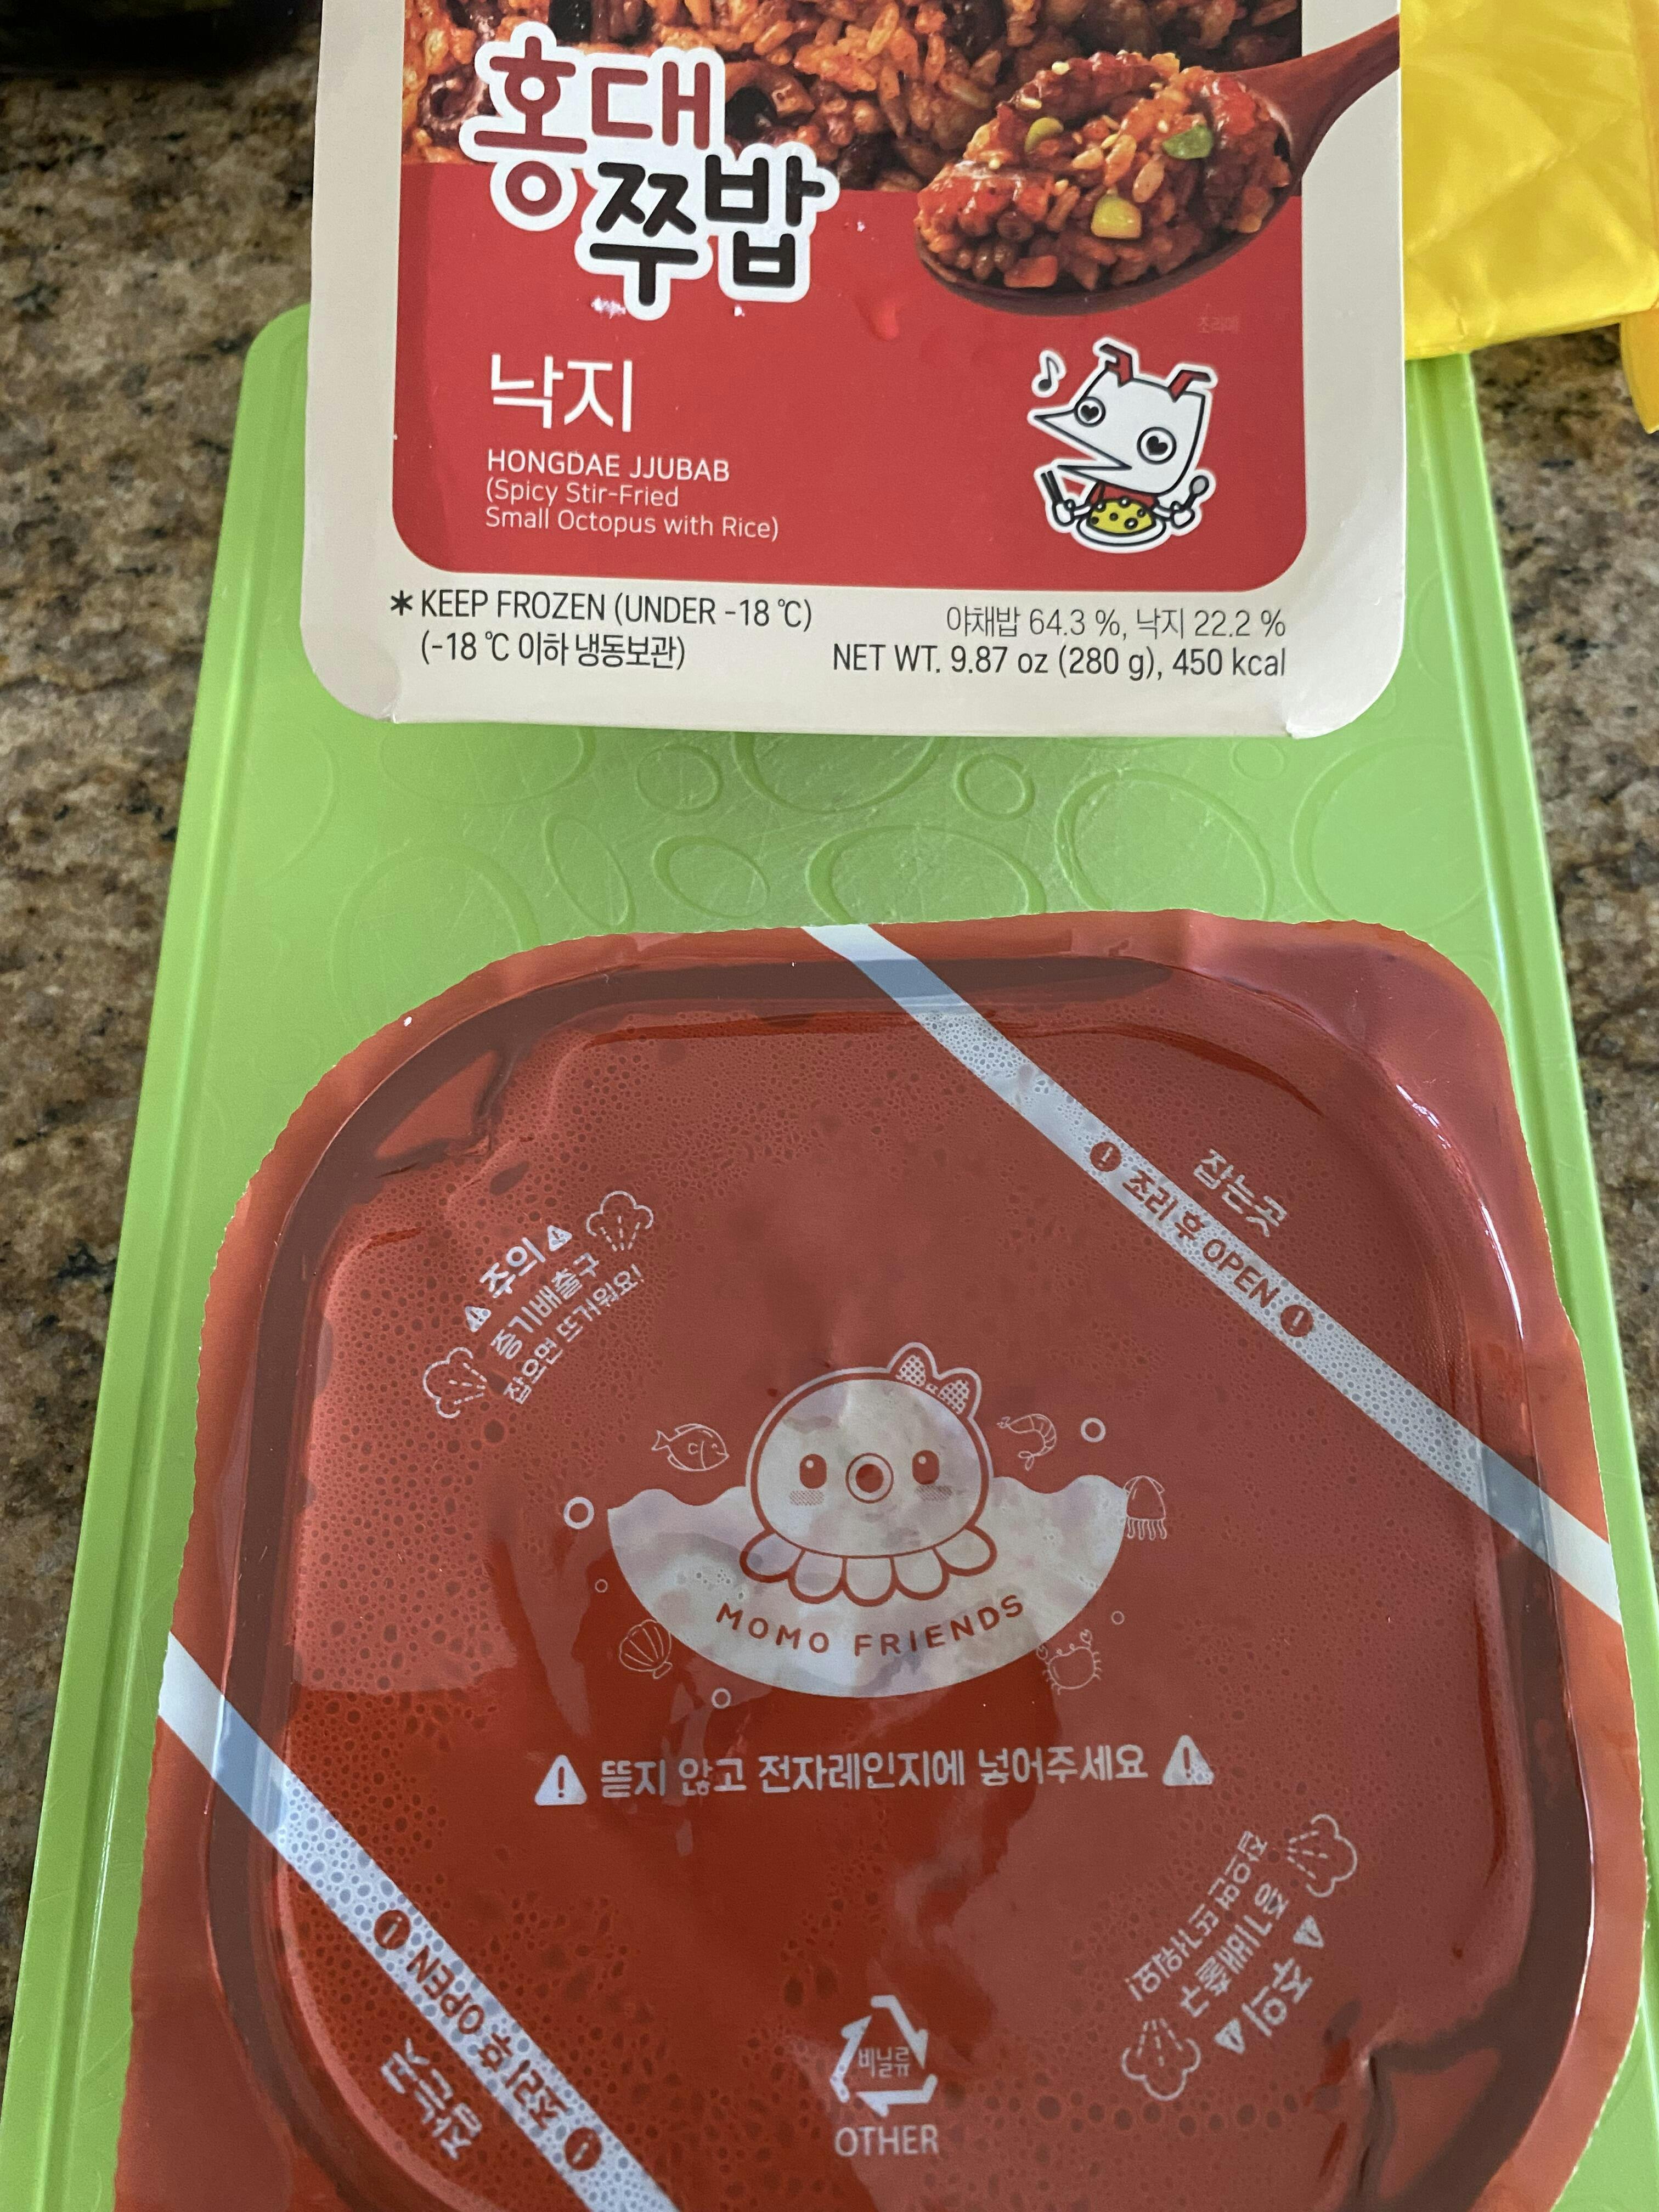 홍대
쭈밥
조리예
낙지
HONGDAE JJUBAB
(Spicy Stir-Fried
Small Octopus with Rice)
* KEEP FROZEN (UNDER -18 ℃)
(-18 ℃ 이하 냉동보관)
야채밥 64.3 %, 낙지 22.2 %
NET WT. 9.87 oz (280 g), 450 kcal
잡는곳
조리 후 OPEN
주의
증기배출구
잡으면 뜨거워요!
MOMO FRIENDS
뜯지 않고 전자레인지에 넣어주세요
주의
증기배출구
잡으면 뜨거워요!
조리 후 OPEN
잡는곳
비닐류
OTHER